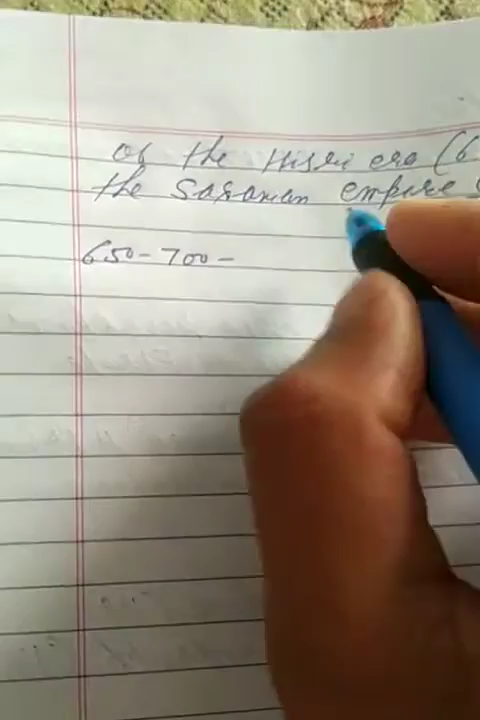 of the Hisri era (6
the Sasanian empire
650-700-